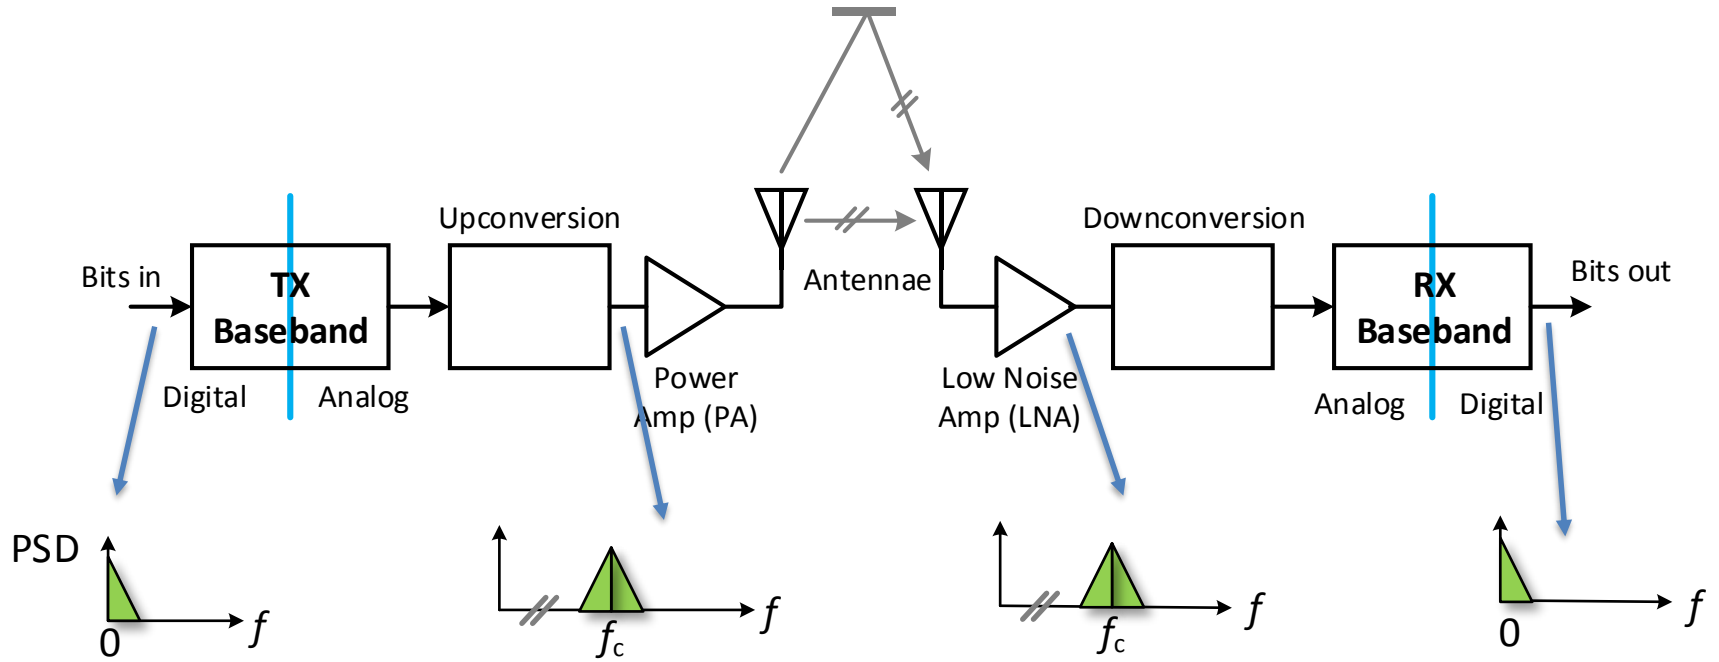 Upconversion
Downconversion
Bits in
TX
Baseband
Antennae
RX
Baseband
Bits out
Digital
Analog
Power
Amp (PA)
Low Noise
Amp (LNA)
Analog
Digital
PSD
0
f
fc
f
fc
f
0
f